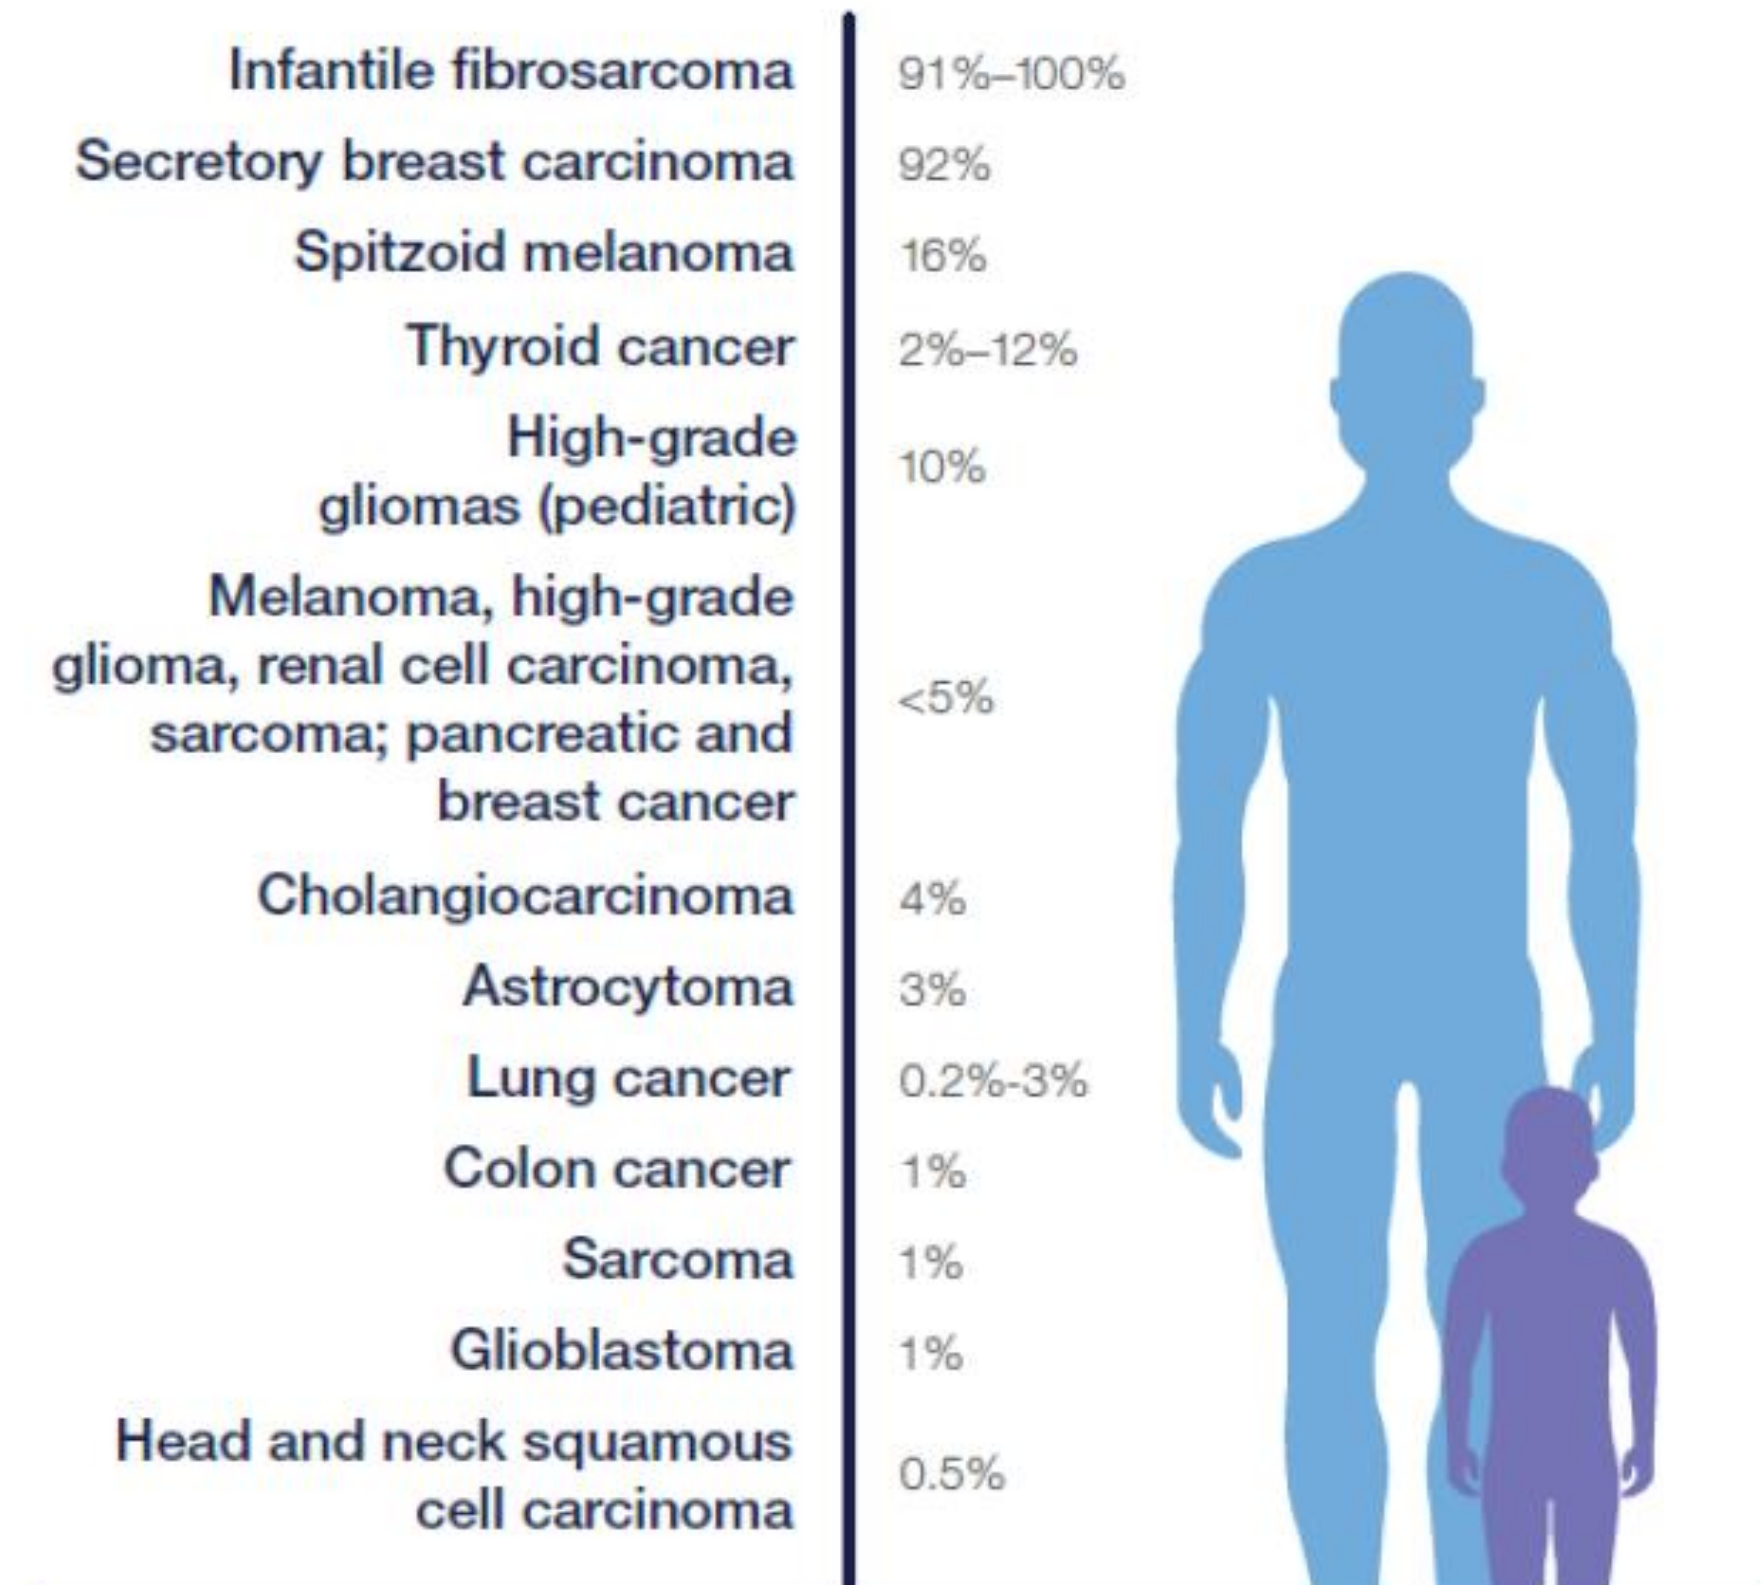 Infantile fibrosarcoma 91%–100%
Secretory breast carcinoma 92%
Spitzoid melanoma 16%
Thyroid cancer 2%–12%
High-grade
gliomas (pediatric) 10%
Melanoma, high-grade
glioma, renal cell carcinoma,
sarcoma; pancreatic and
breast cancer <5%
Cholangiocarcinoma 4%
Astrocytoma 3%
Lung cancer 0.2%-3%
Colon cancer 1%
Sarcoma 1%
Glioblastoma 1%
Head and neck squamous
cell carcinoma 0.5%